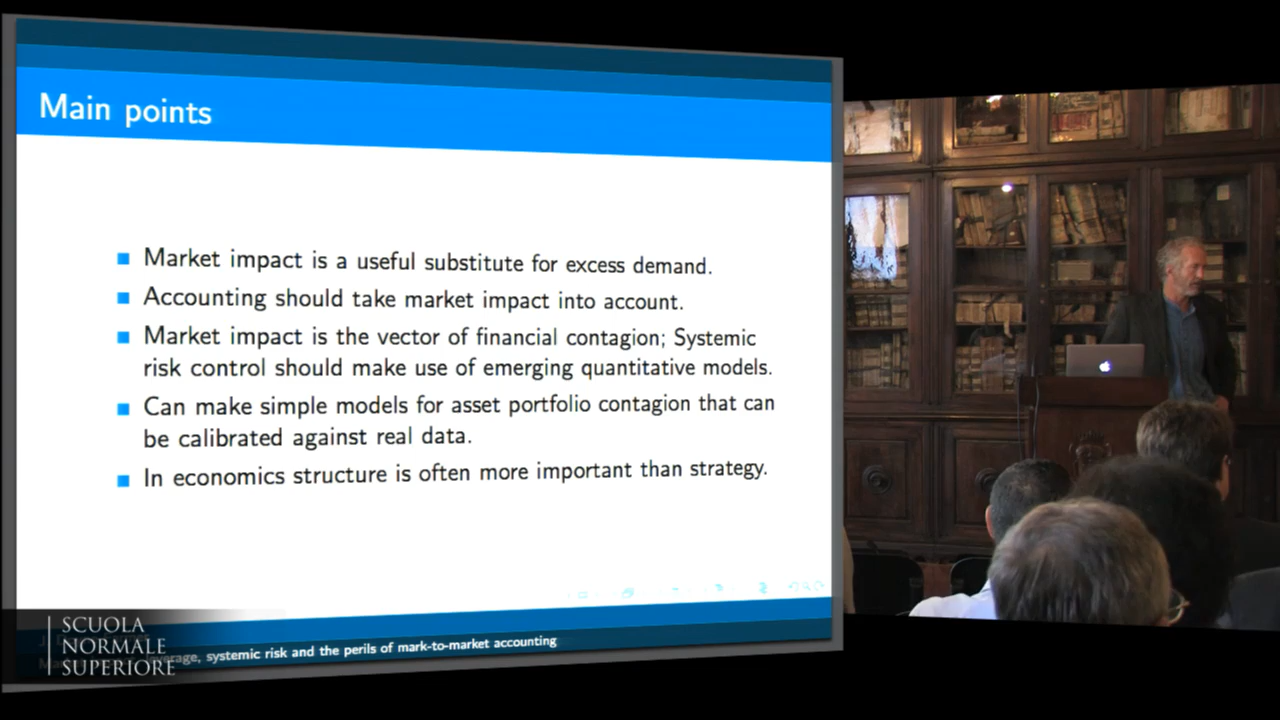 Main points
Market impact is a useful substitute for excess demand.
Accounting should take market impact into account.
Market impact is the vector of financial contagion; Systemic
risk control should make use of emerging quantitative models.
Can make simple models for asset portfolio contagion that can
be calibrated against real data.
In economics structure is often more important than strategy.
systemic risk and the perils of mark-to-market accounting
SCUOLA
NORMALE
SUPERIORE